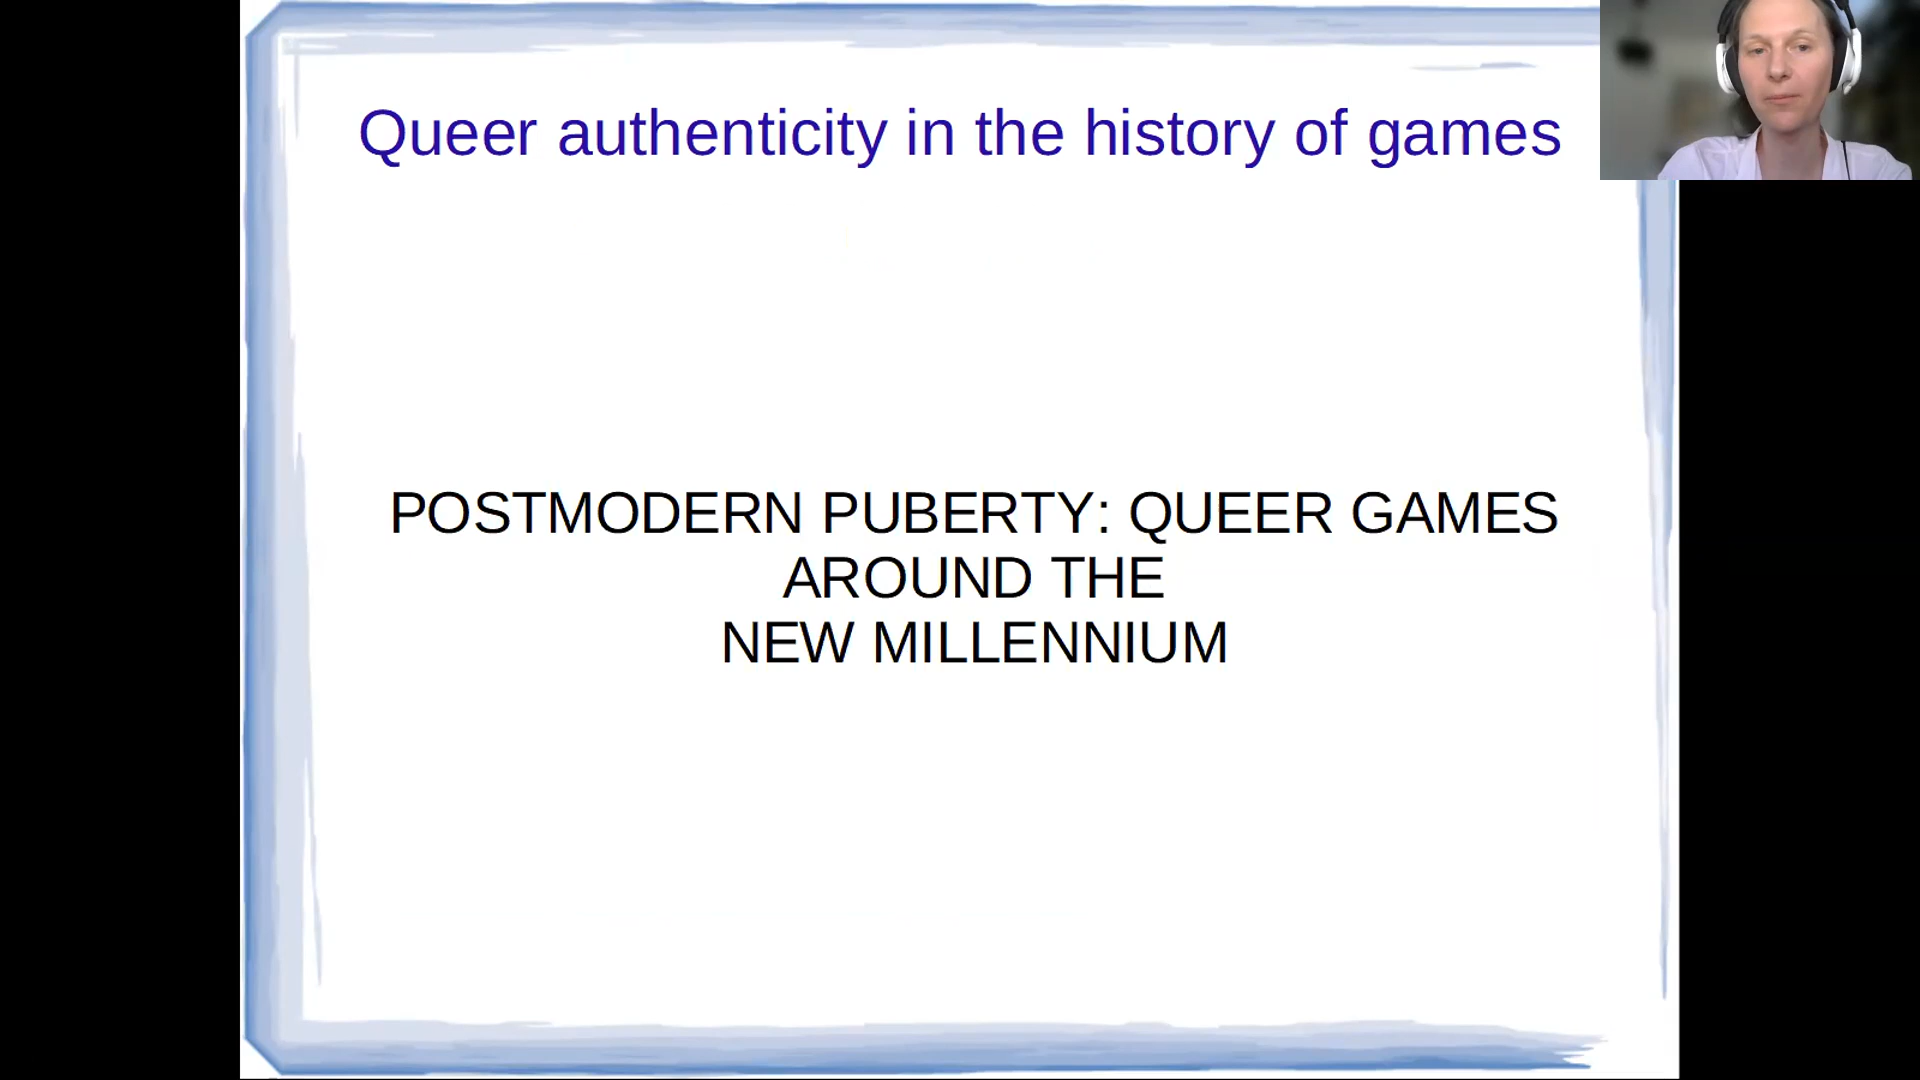 Queer authenticity in the history of games
POSTMODERN PUBERTY: QUEER GAMES
AROUND THE
NEW MILLENNIUM